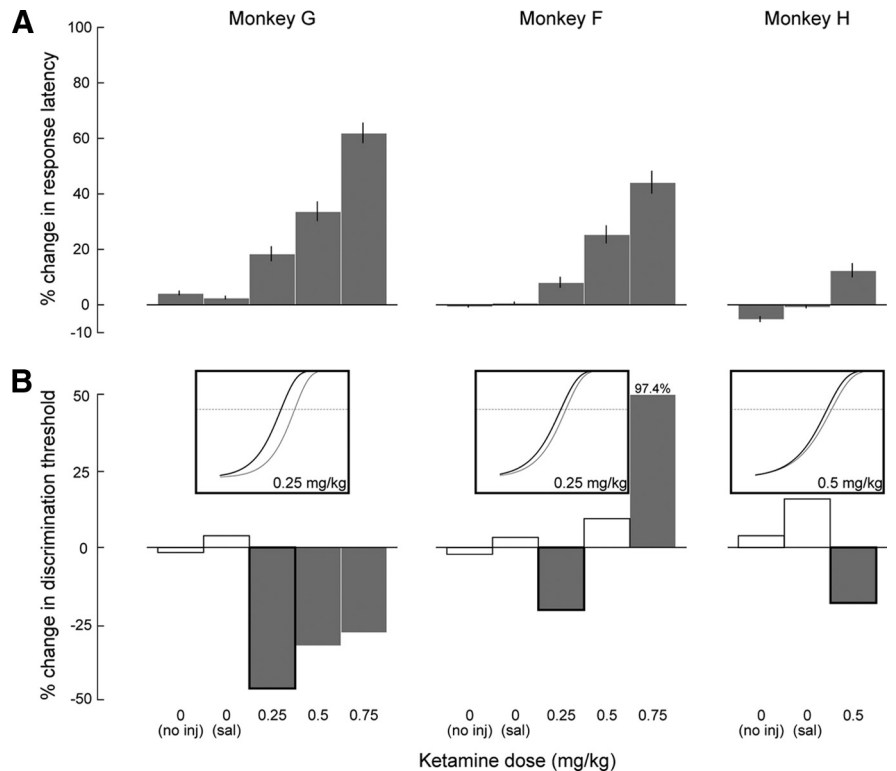 A
Monkey G
Monkey F
Monkey H
% change in response latency
100
80
60
40
20
0
-10
B
% change in discrimination threshold
50
25
0
-25
-50
0.25 mg/kg
0.25 mg/kg
97.4%
0.5 mg/kg
0 0 0.25 0.5 0.75 0 0 0.25 0.5 0.75 0 0 0.5
(no inj) (sal) (no inj) (sal) (no inj) (sal)
Ketamine dose (mg/kg)